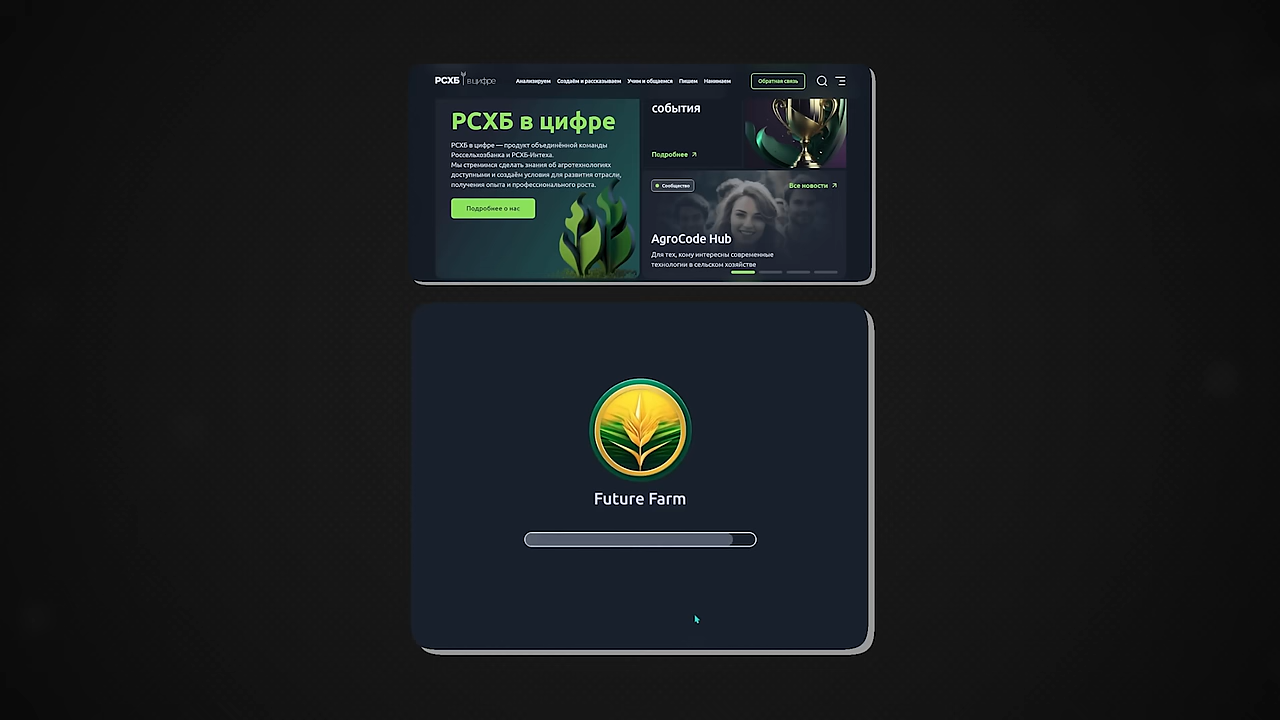 РСХБ в цифре
Анализируем Создаём и рассказываем Учим и общаемся Пишем Нанимаем
Обратная связь
РСХБ в цифре
РСХБ в цифре — продукт объединённой команды
Россельхозбанка и РСХБ-Интеха.
Мы стремимся сделать знания об агротехнологиях
доступными и создаём условия для развития отрасли,
получения опыта и профессионального роста.
Подробнее о нас
события
Подробнее
Сообщество
Все новости
AgroCode Hub
Для тех, кому интересны современные
технологии в сельском хозяйстве
Future Farm